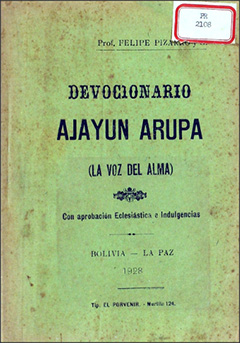 PR
2108
Prof. FELIPE PIZARRO
DEVOCIONARIO
AJAYUN ARUPA
(LA VOZ DEL ALMA)
Con aprobación Eclesiástica e Indulgencias
BOLIVIA — LA PAZ
1928
Tip. EL PORVENIR. - Murillo 124.